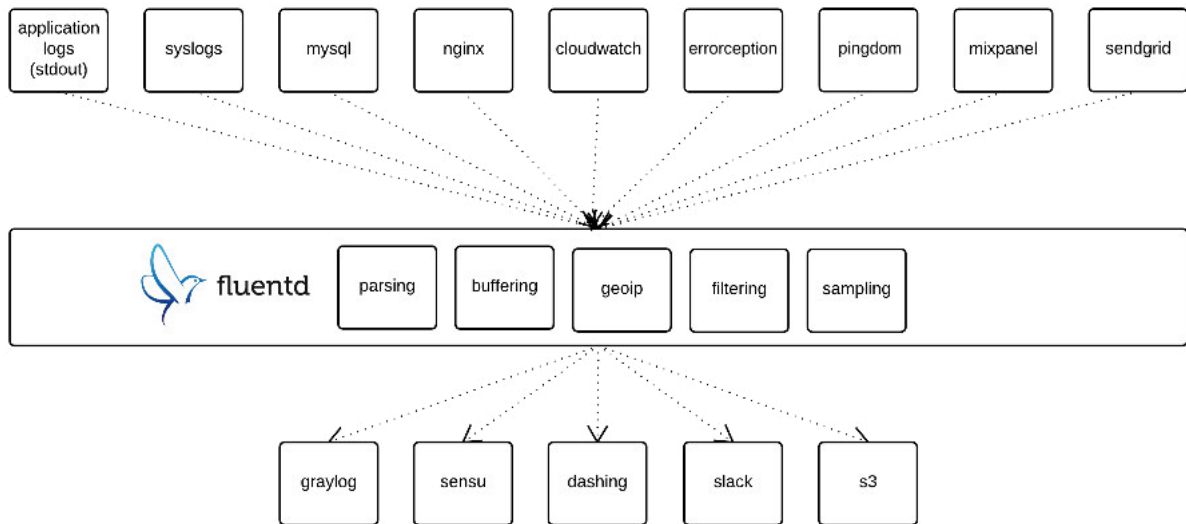 application
logs
(stdout)
syslogs
mysql
nginx
cloudwatch
errorception
pingdom
mixpanel
sendgrid
fluentd
parsing
buffering
geoip
filtering
sampling
graylog
sensu
dashing
slack
s3